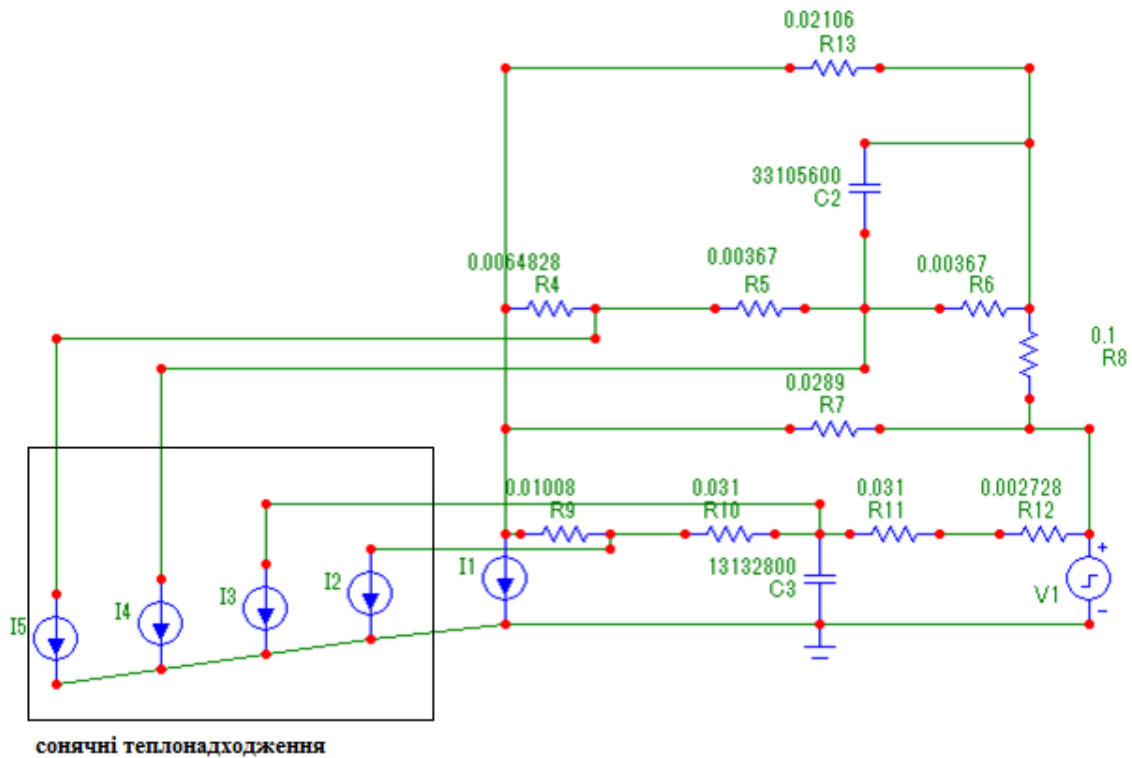 0.02106
R13
33105600
C2
0.0064828
R4
0.00367
R5
0.00367
R6
0.1
R8
0.0289
R7
0.01008
R9
0.031
R10
0.031
R11
0.002728
R12
I1
13132800
C3
+
V1
-
I2
I3
I4
I5
сонячні теплонадходження